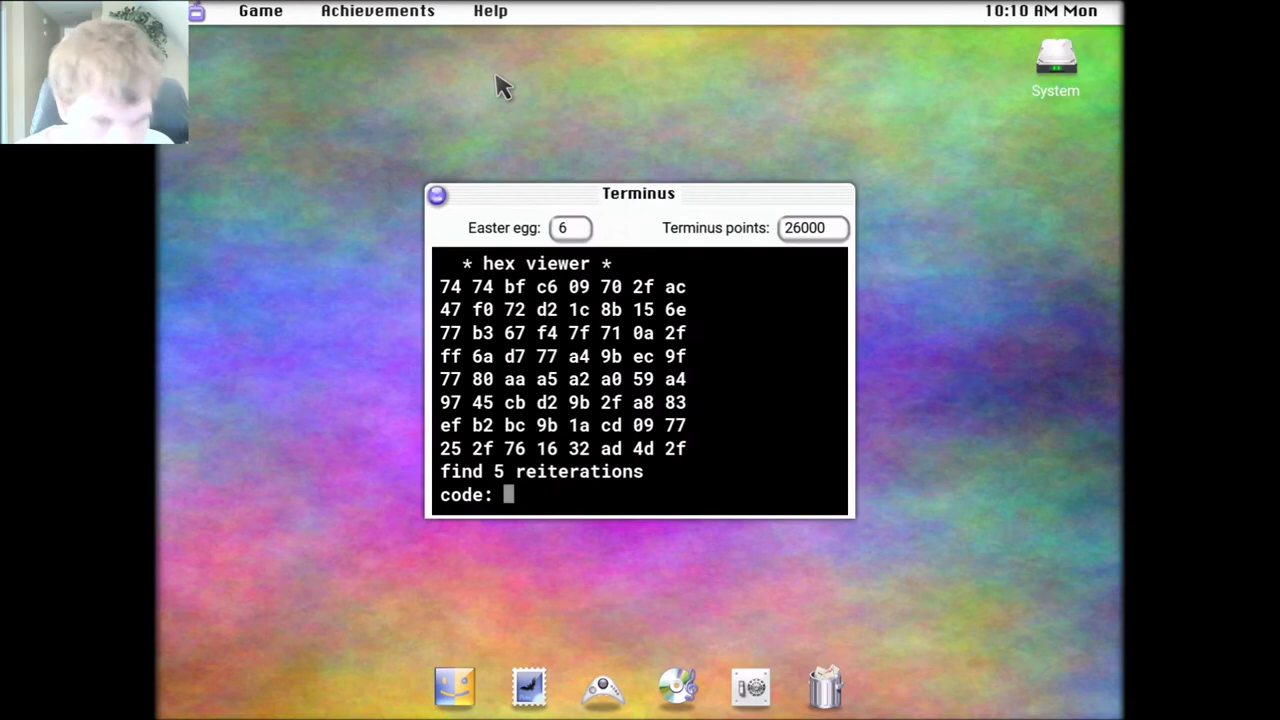 Game Achievements Help 10:10 AM Mon
System
Terminus
Easter egg: 6 Terminus points: 26000
* hex viewer *
74 74 bf c6 09 70 2f ac
47 f0 72 d2 1c 8b 15 6e
77 b3 67 f4 7f 71 0a 2f
ff 6a d7 77 a4 9b ec 9f
77 80 aa a5 a2 a0 59 a4
97 45 cb d2 9b 2f a8 83
ef b2 bc 9b 1a cd 09 77
25 2f 76 16 32 ad 4d 2f
find 5 reiterations
code: